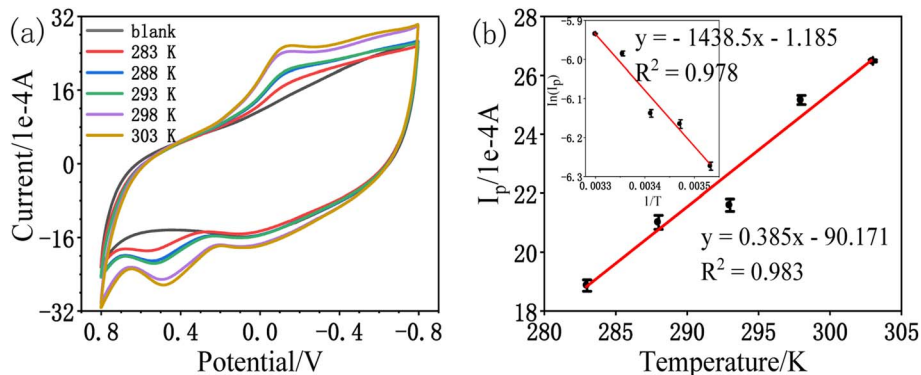 (a)
blank
283 K
288 K
293 K
298 K
303 K
Current/1e-4A
32
16
0
-16
-32
0.8
0.4
0.0
-0.4
-0.8
Potential/V
(b)
I_p/1e-4A
28
26
24
22
20
18
280
285
290
295
300
305
Temperature/K
y = 0.385x - 90.171
R² = 0.983
ln(I_p)
-5.9
-6.0
-6.1
-6.2
-6.3
0.0033
0.0034
0.0035
1/T
y = - 1438.5x - 1.185
R² = 0.978